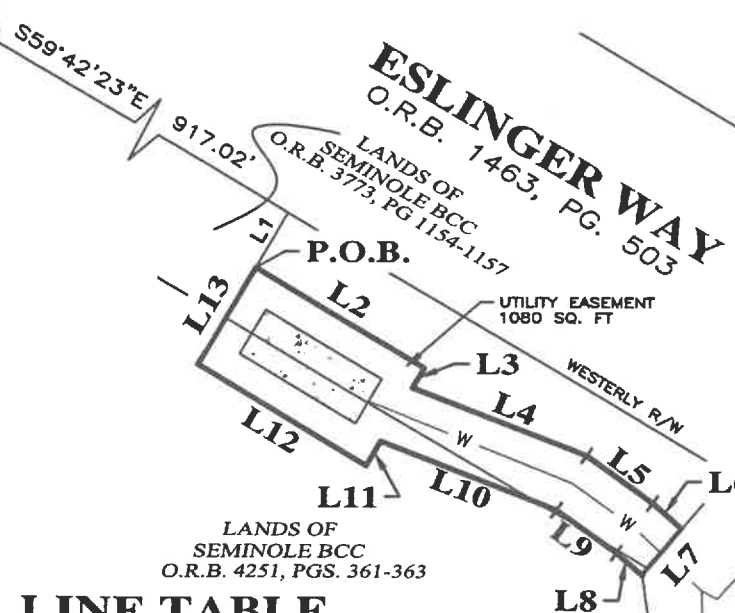 S59°42'23"E
917.02'
ESLINGER WAY
O.R.B. 1463, PG. 503
LANDS OF
SEMINOLE BCC
O.R.B. 3773, PG 1154-1157
L1
P.O.B.
L2
L13
UTILITY EASEMENT
1080 SQ. FT
L3
WESTERLY R/W
L4
W
L5
L12
L11
L10
W
L9
L7
L8
LANDS OF
SEMINOLE BCC
O.R.B. 4251, PGS. 361-363
LINE TABLE